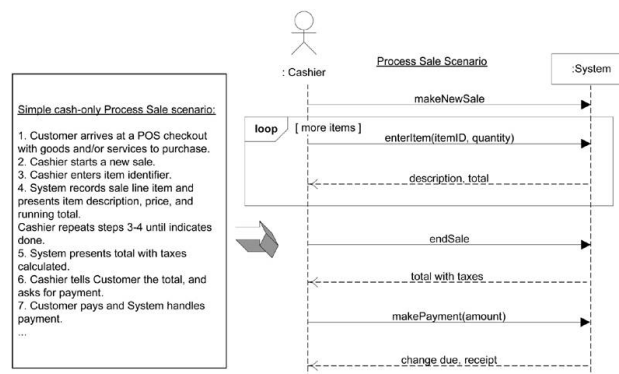 Simple cash-only Process Sale scenario:
1. Customer arrives at a POS checkout
with goods and/or services to purchase.
2. Cashier starts a new sale.
3. Cashier enters item identifier.
4. System records sale line item and
presents item description, price, and
running total.
Cashier repeats steps 3-4 until indicates
done.
5. System presents total with taxes
calculated.
6. Cashier tells Customer the total, and
asks for payment.
7. Customer pays and System handles
payment.
...
: Cashier
Process Sale Scenario
:System
makeNewSale
loop
[ more items ]
enterItem(itemID, quantity)
description, total
endSale
total with taxes
makePayment(amount)
change due, receipt